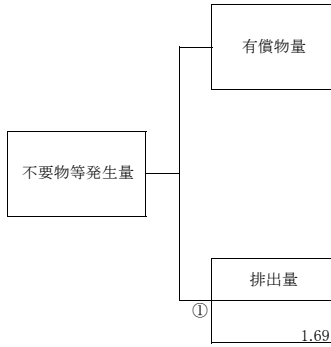 有償物量
不要物等発生量
排出量
①
1.69